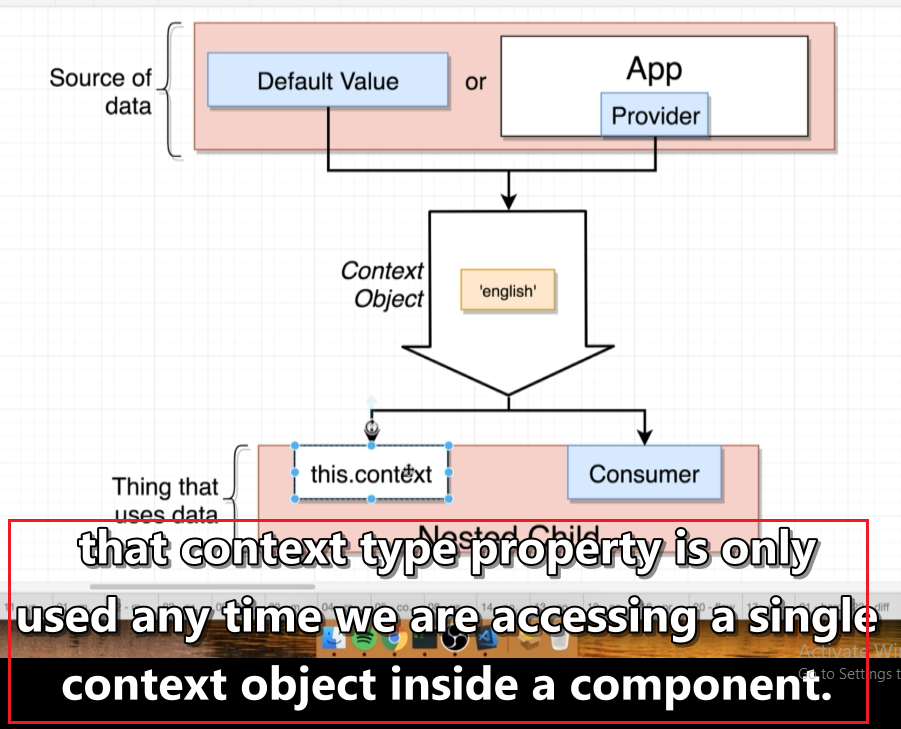 Source of
data
Default Value
or
App
Provider
Context
Object
'english'
this.context
Consumer
Thing that
uses data
Nested Child
that context type property is only
used any time we are accessing a single
context object inside a component.
Activate Wi
Go to Settings t